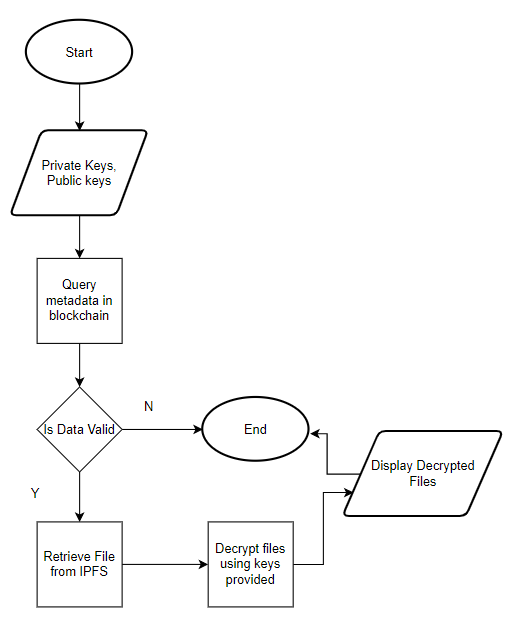 Start
Private Keys,
Public keys
Query
metadata in
blockchain
Is Data Valid
N
End
Display Decrypted
Files
Y
Retrieve File
from IPFS
Decrypt files
using keys
provided